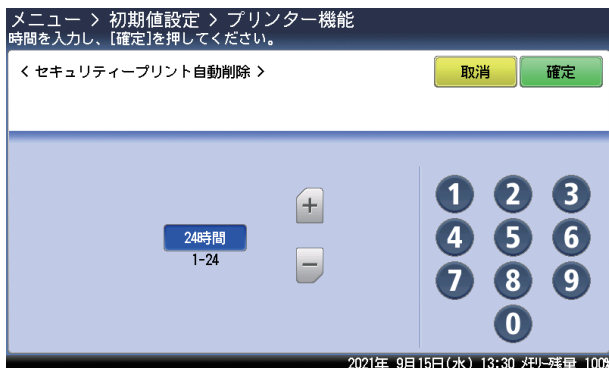 メニュー > 初期値設定 > プリンター機能
時間を入力し、[確定]を押してください。
< セキュリティープリント自動削除 >
取消
確定
+
24時間
1-24
-
1 2 3
4 5 6
7 8 9
0
2021年 9月15日(水) 13:30 メモリー残量 100%